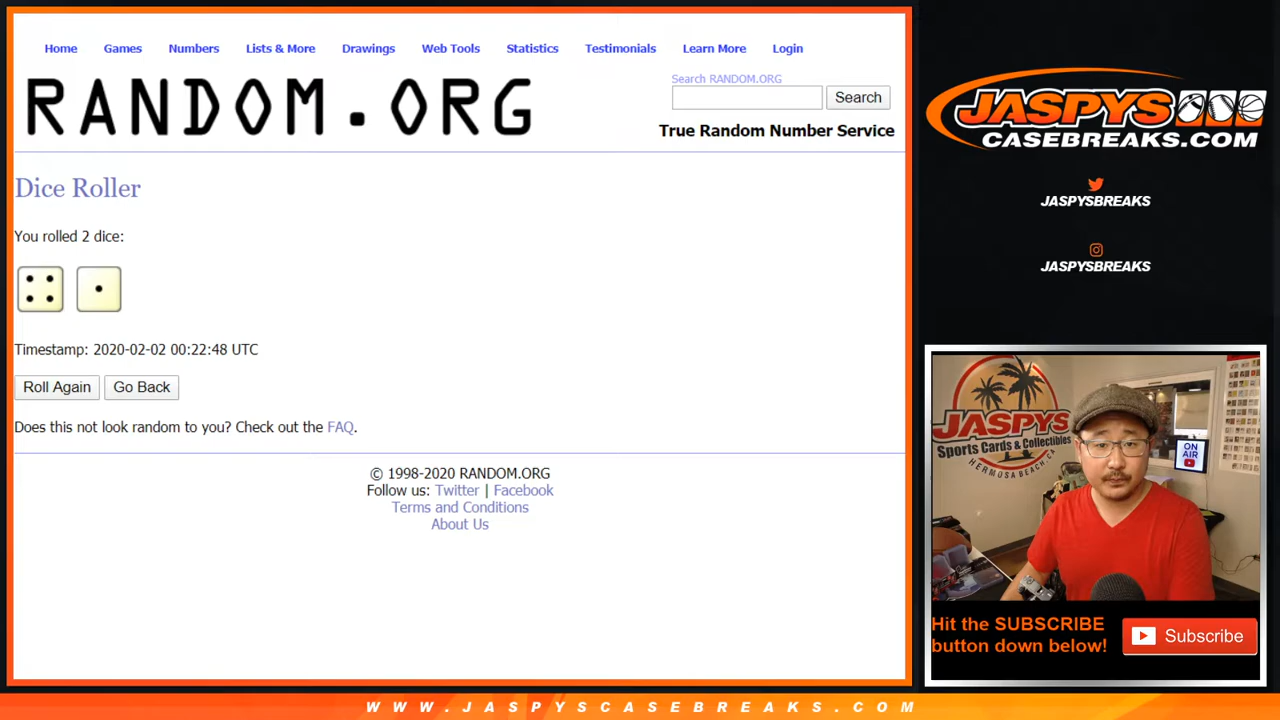 Home Games Numbers Lists & More Drawings Web Tools Statistics Testimonials Learn More Login
RANDOM.ORG
Search RANDOM.ORG
Search
True Random Number Service
Dice Roller
You rolled 2 dice:
Timestamp: 2020-02-02 00:22:48 UTC
Roll Again Go Back
Does this not look random to you? Check out the FAQ.
© 1998-2020 RANDOM.ORG
Follow us: Twitter | Facebook
Terms and Conditions
About Us
JASPYS
CASEBREAKS.COM
JASPYSBREAKS
JASPYSBREAKS
JASPYS
Sports Cards & Collectibles
HERMOSA BEACH, CA
ON
AIR
Hit the SUBSCRIBE
button down below!
Subscribe
WWW.JASPYSCASEBREAKS.COM